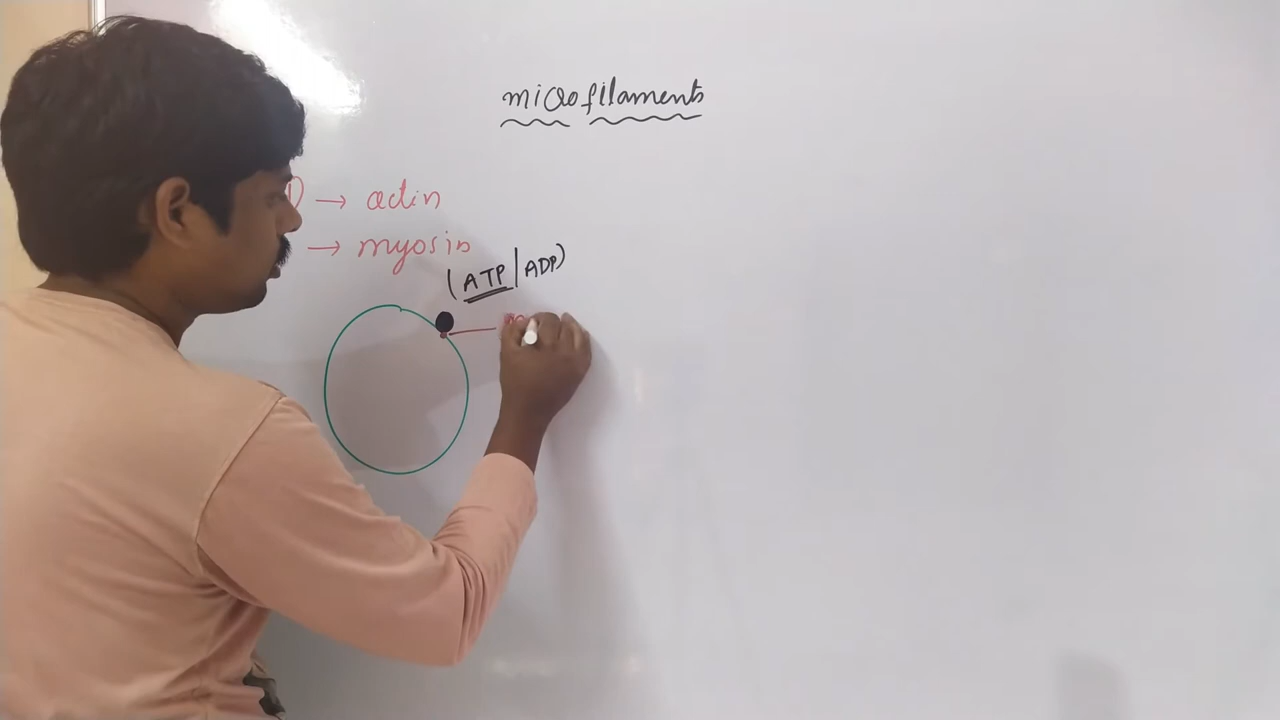 microfilaments
→ actin
→ myosin
(ATP|ADP)